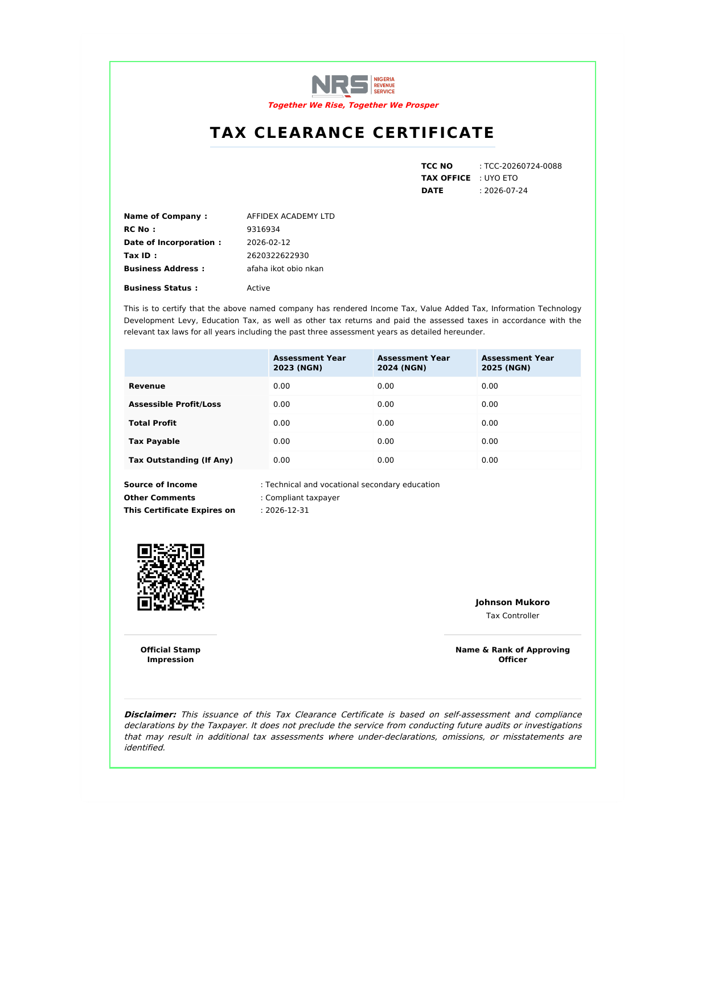 NRS NIGERIA
REVENUE
SERVICE
Together We Rise, Together We Prosper
TAX CLEARANCE CERTIFICATE
TCC NO : TCC-20260724-0088
TAX OFFICE : UYO ETO
DATE : 2026-07-24
Name of Company : AFFIDEX ACADEMY LTD
RC No : 9316934
Date of Incorporation : 2026-02-12
Tax ID : 2620322622930
Business Address : afaha ikot obio nkan
Business Status : Active
This is to certify that the above named company has rendered Income Tax, Value Added Tax, Information Technology
Development Levy, Education Tax, as well as other tax returns and paid the assessed taxes in accordance with the
relevant tax laws for all years including the past three assessment years as detailed hereunder.
Assessment Year Assessment Year Assessment Year
2023 (NGN) 2024 (NGN) 2025 (NGN)
Revenue 0.00 0.00 0.00
Assessible Profit/Loss 0.00 0.00 0.00
Total Profit 0.00 0.00 0.00
Tax Payable 0.00 0.00 0.00
Tax Outstanding (If Any) 0.00 0.00 0.00
Source of Income : Technical and vocational secondary education
Other Comments : Compliant taxpayer
This Certificate Expires on : 2026-12-31
Johnson Mukoro
Tax Controller
Official Stamp
Impression
Name & Rank of Approving
Officer
Disclaimer: This issuance of this Tax Clearance Certificate is based on self-assessment and compliance
declarations by the Taxpayer. It does not preclude the service from conducting future audits or investigations
that may result in additional tax assessments where under-declarations, omissions, or misstatements are
identified.